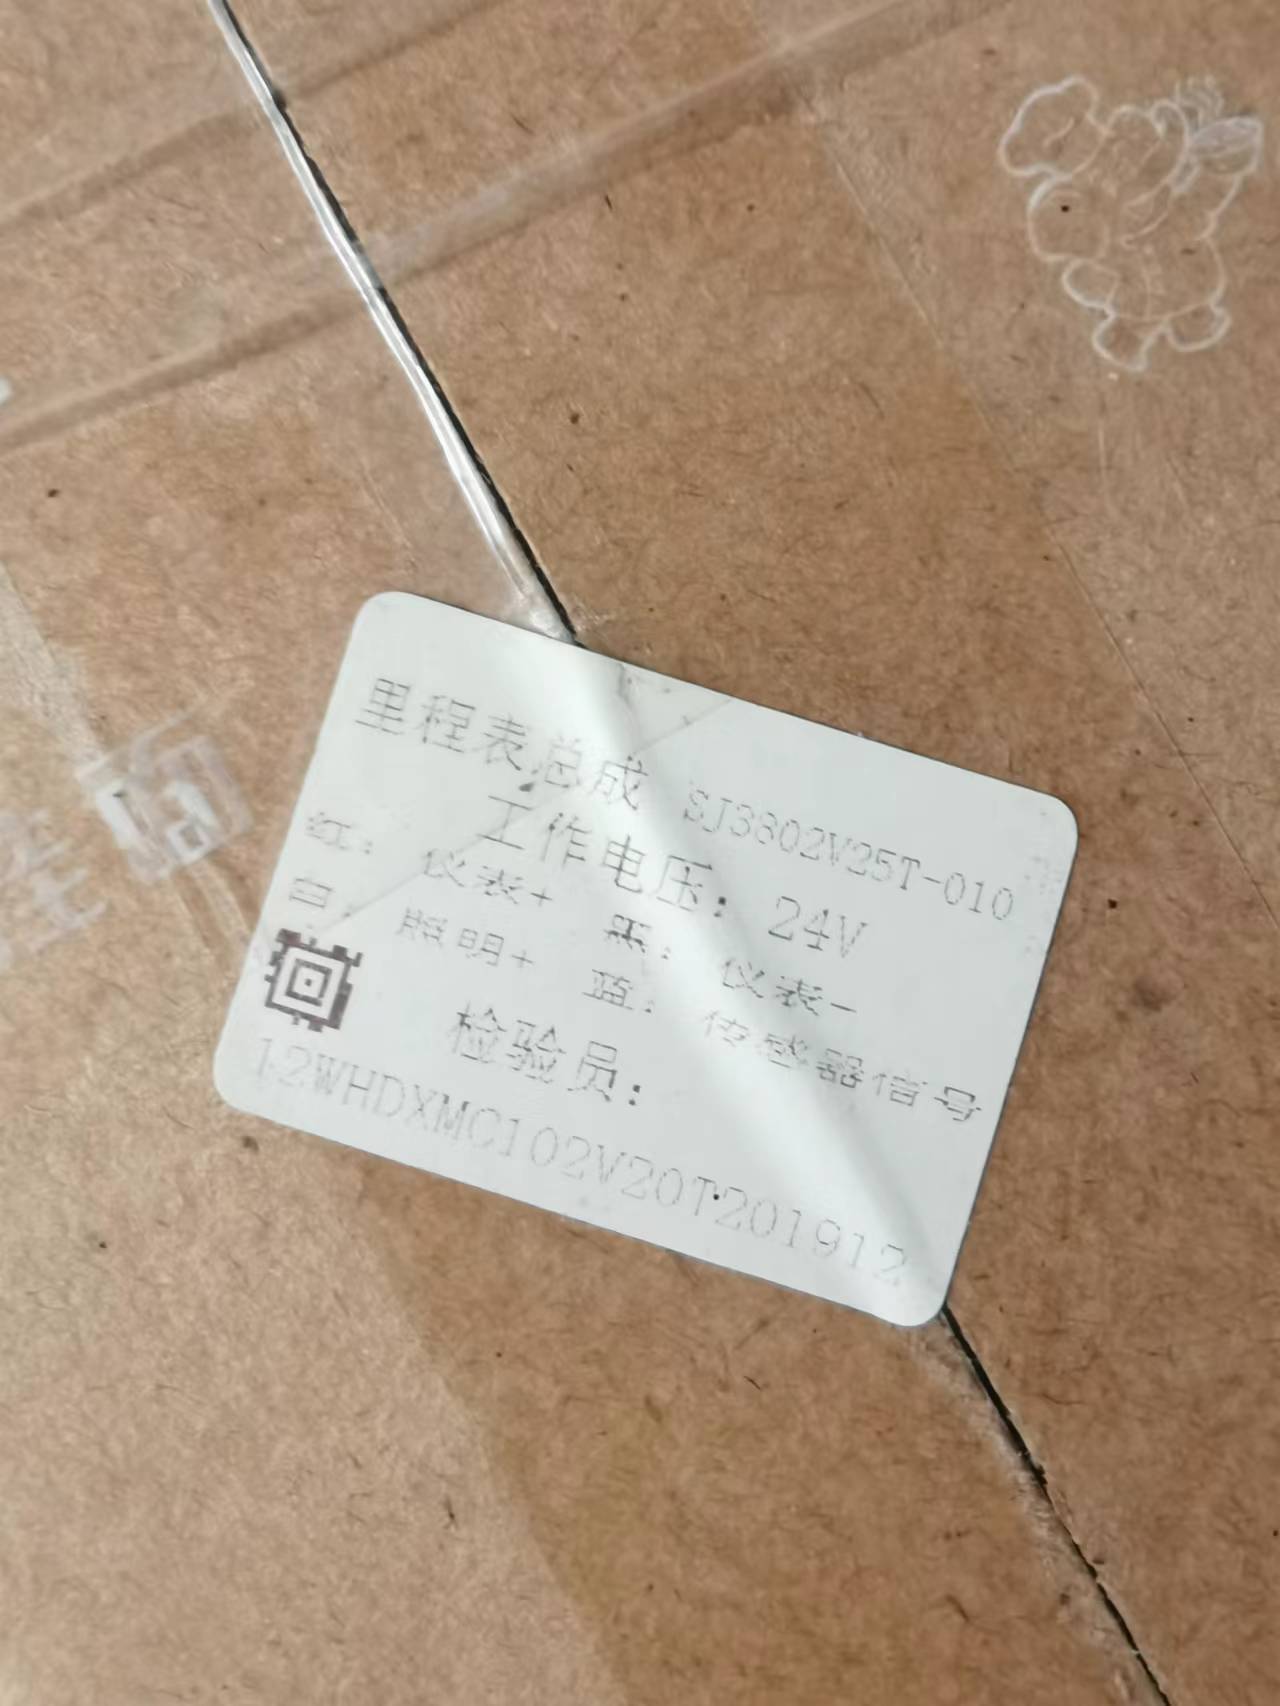 里程表总成 SJ3802V25T-010
工作电压：24V
红：仪表+ 黑：仪表-
白：照明+ 蓝：传感器信号
检验员：
12WHDXMC102V20T201912